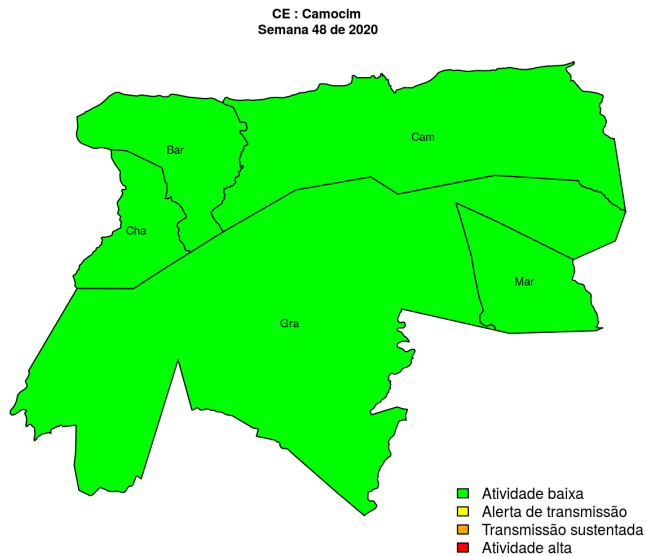 CE : Camocim
Semana 48 de 2020
Bar
Cam
Cha
Mar
Gra
Atividade baixa
Alerta de transmissão
Transmissão sustentada
Atividade alta